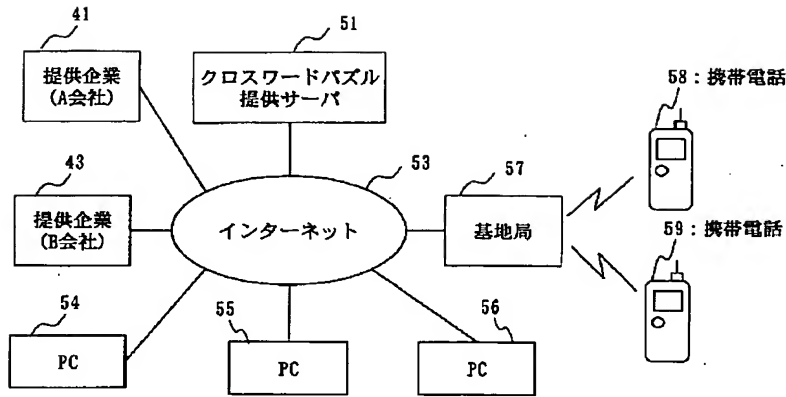 41
提供企業
(A会社)
51
クロスワードパズル
提供サーバ
58：携帯電話
43
提供企業
(B会社)
53
インターネット
57
基地局
59：携帯電話
54
PC
55
PC
56
PC